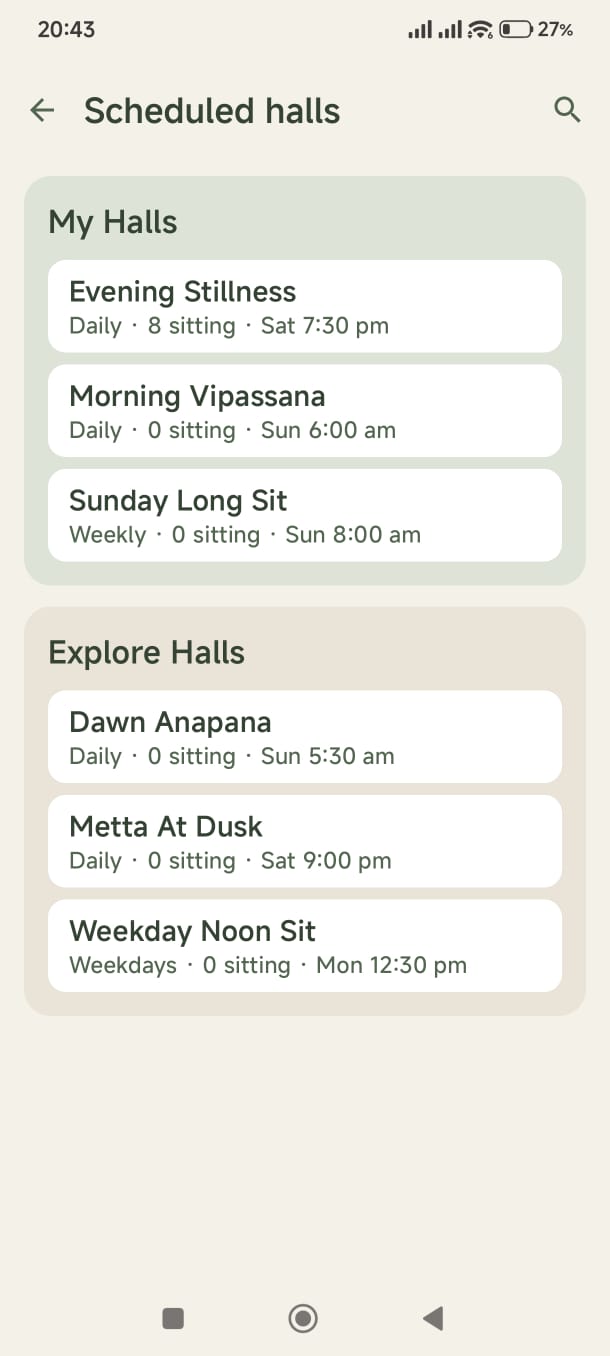 20:43
27%
Scheduled halls
My Halls
Evening Stillness
Daily · 8 sitting · Sat 7:30 pm
Morning Vipassana
Daily · 0 sitting · Sun 6:00 am
Sunday Long Sit
Weekly · 0 sitting · Sun 8:00 am
Explore Halls
Dawn Anapana
Daily · 0 sitting · Sun 5:30 am
Metta At Dusk
Daily · 0 sitting · Sat 9:00 pm
Weekday Noon Sit
Weekdays · 0 sitting · Mon 12:30 pm